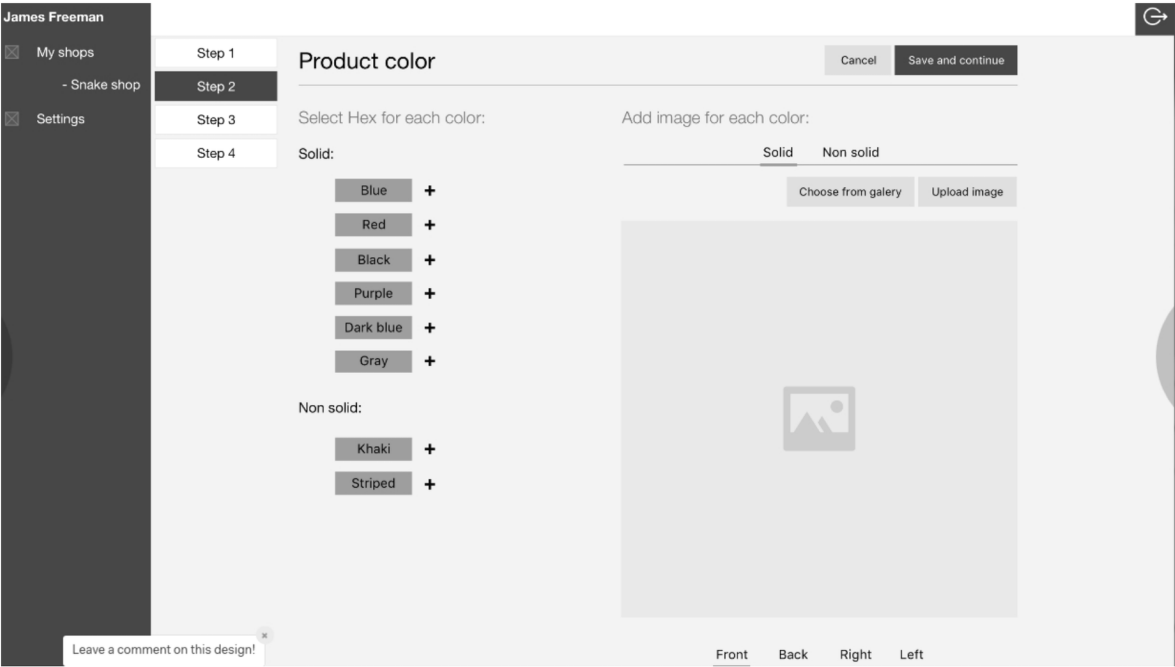 James Freeman
My shops
- Snake shop
Settings
Step 1
Step 2
Step 3
Step 4
Product color
Cancel
Save and continue
Select Hex for each color:
Solid:
Blue +
Red +
Black +
Purple +
Dark blue +
Gray +
Non solid:
Khaki +
Striped +
Add image for each color:
Solid Non solid
Choose from galery Upload image
Front Back Right Left
Leave a comment on this design!